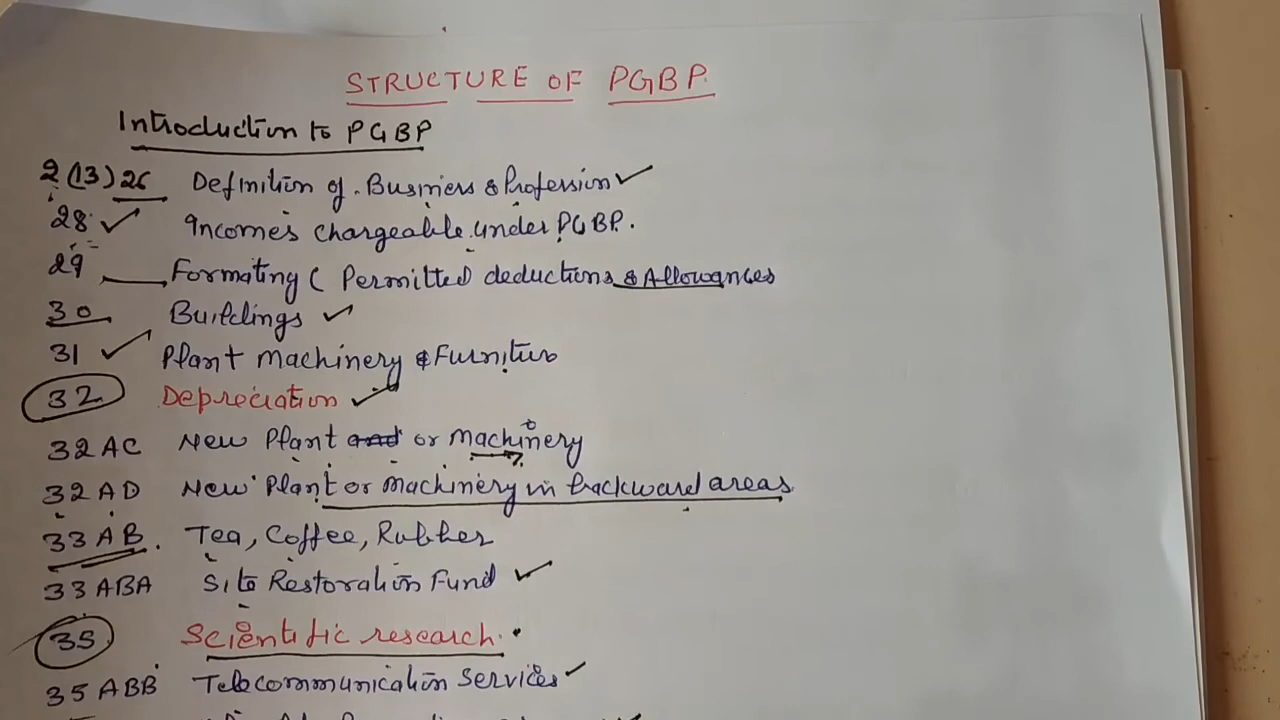 STRUCTURE OF PGBP.
Introduction to PGBP
2(13) 26 Definition of Business & Profession
28 Incomes chargeable under PGBP.
29 Formating ( Permitted deductions & Allowances
30 Buildings
31 Plant Machinery & Furniture
32 Depreciation
32AC New Plant and or machinery
32AD New Plant or machinery in backward areas
33AB. Tea, Coffee, Rubber
33ABA Site Restoration Fund
35 Scientific research.
35ABB Telecommunication Services